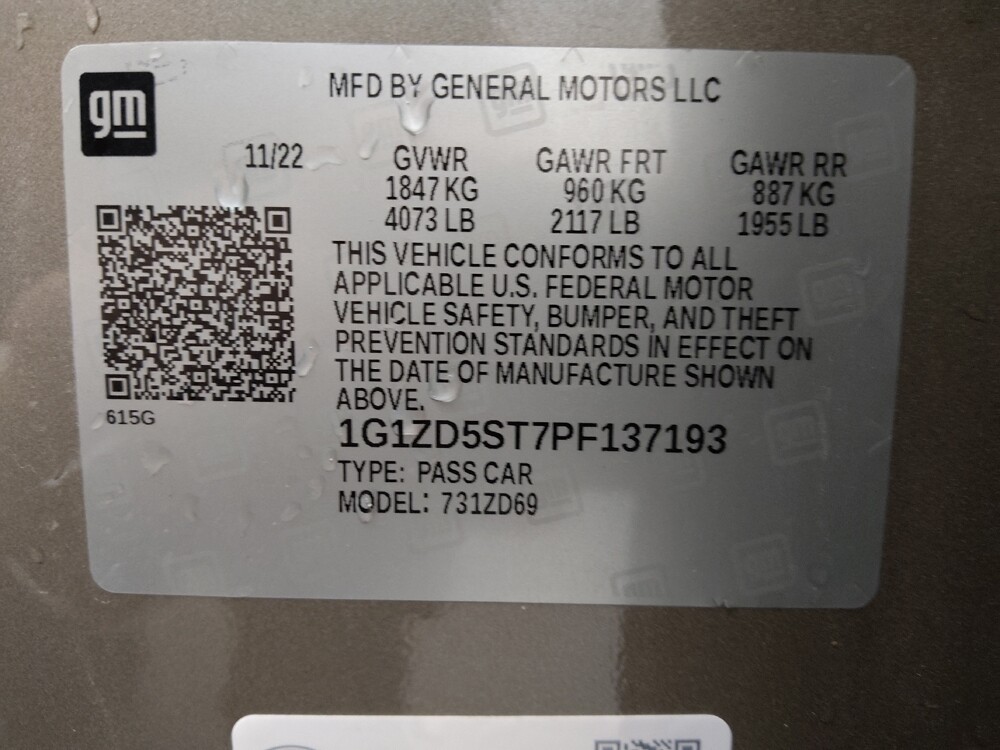 gm
MFD BY GENERAL MOTORS LLC
11/22 GVWR GAWR FRT GAWR RR
1847 KG 960 KG 887 KG
4073 LB 2117 LB 1955 LB
THIS VEHICLE CONFORMS TO ALL
APPLICABLE U.S. FEDERAL MOTOR
VEHICLE SAFETY, BUMPER, AND THEFT
PREVENTION STANDARDS IN EFFECT ON
THE DATE OF MANUFACTURE SHOWN
ABOVE.
615G
1G1ZD5ST7PF137193
TYPE: PASS CAR
MODEL: 731ZD69